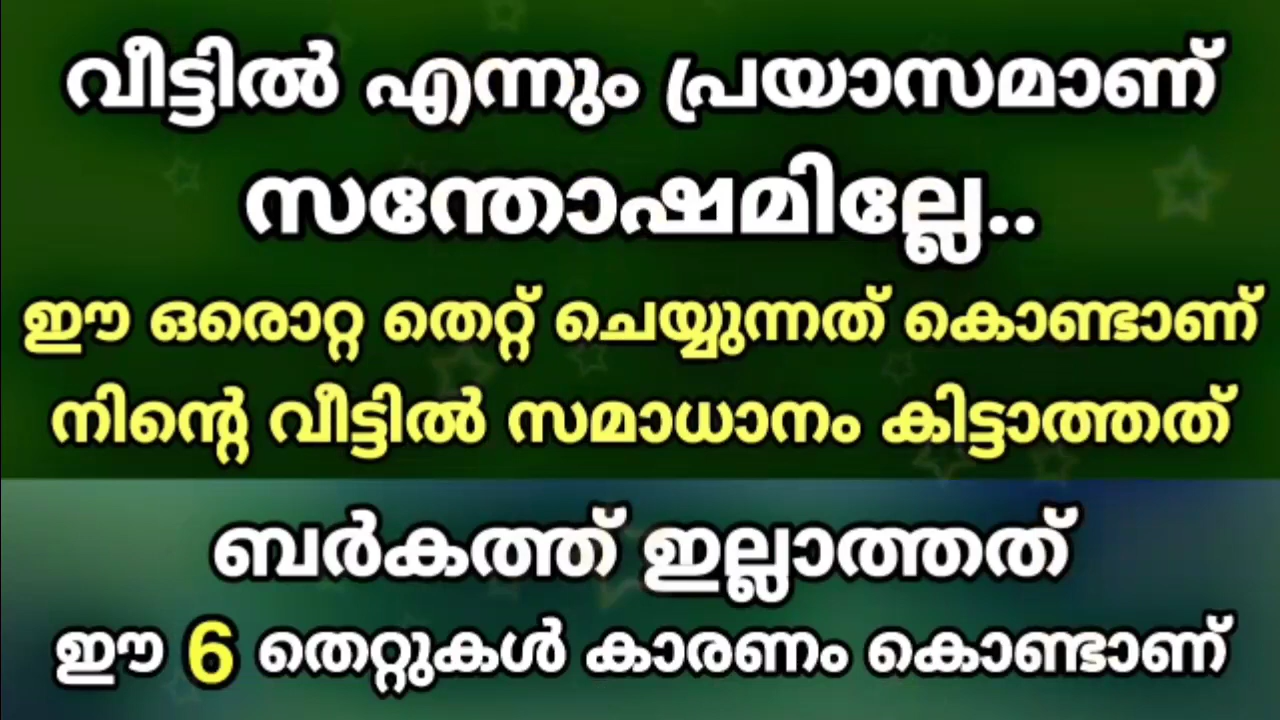 വീട്ടിൽ എന്നും പ്രയാസമാണ്
സന്തോഷമില്ലേ..
ഈ ഒരൊറ്റ തെറ്റ് ചെയ്യുന്നത് കൊണ്ടാണ്
നിന്റെ വീട്ടിൽ സമാധാനം കിട്ടാത്തത്
ബർകത്ത് ഇല്ലാത്തത്
ഈ 6 തെറ്റുകൾ കാരണം കൊണ്ടാണ്